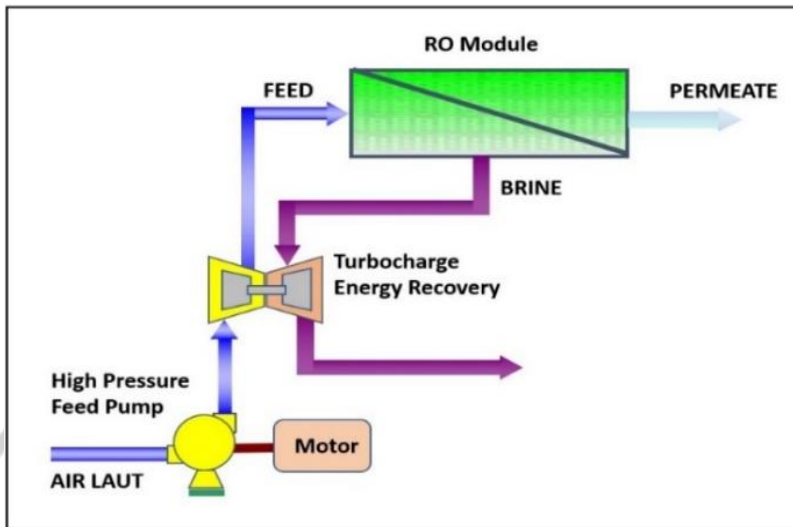 RO Module
FEED
PERMEATE
BRINE
Turbocharge
Energy Recovery
High Pressure
Feed Pump
Motor
AIR LAUT